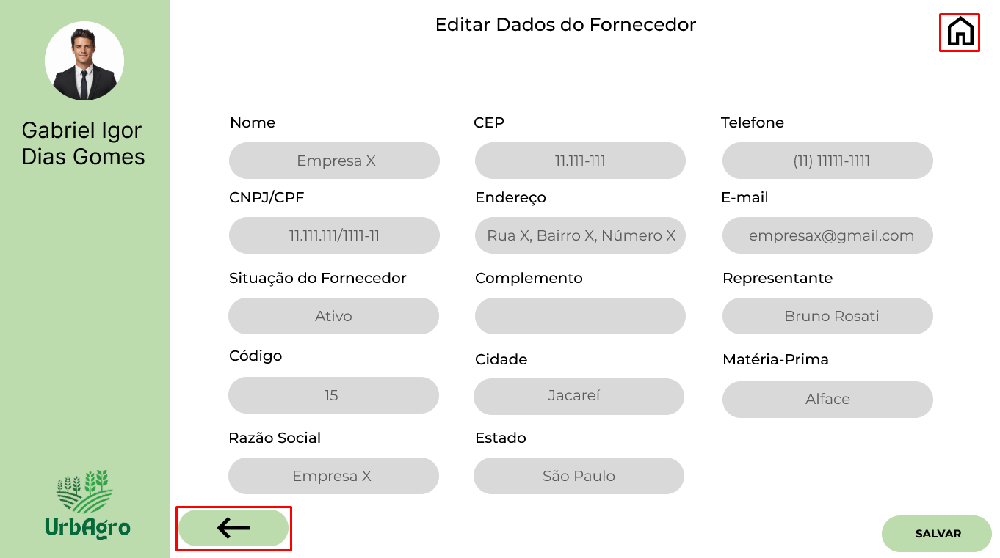 Editar Dados do Fornecedor
Gabriel Igor
Dias Gomes
Nome
CEP
Telefone
Empresa X
11.111-111
(11) 11111-1111
CNPJ/CPF
Endereço
E-mail
11.111.111/1111-11
Rua X, Bairro X, Número X
empresax@gmail.com
Situação do Fornecedor
Complemento
Representante
Ativo
Bruno Rosati
Código
Cidade
Matéria-Prima
15
Jacareí
Alface
Razão Social
Estado
Empresa X
São Paulo
UrbAgro
SALVAR